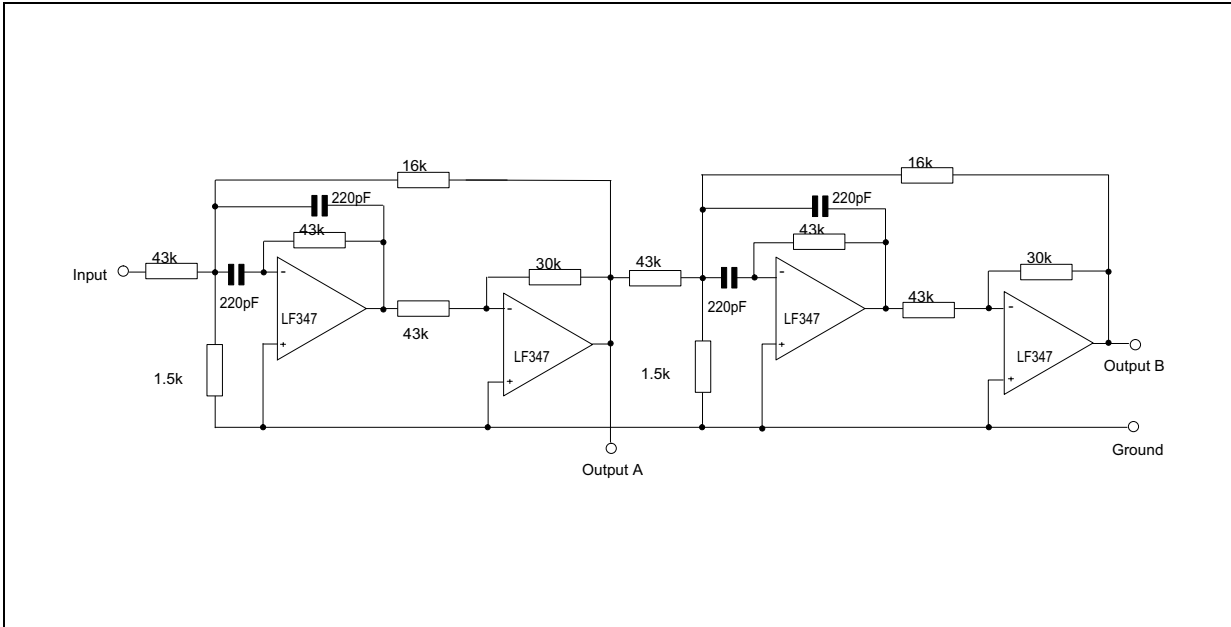 16k
16k
220pF
220pF
43k
43k
Input
43k
30k
43k
30k
220pF
LF347
43k
220pF
LF347
43k
LF347
LF347
1.5k
1.5k
Output B
Output A
Ground
-
+
-
+
-
+
-
+